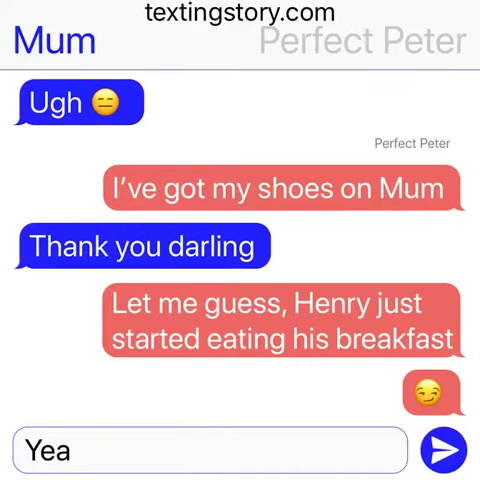 textingstory.com
Mum Perfect Peter
Ugh 😑
Perfect Peter
I’ve got my shoes on Mum
Thank you darling
Let me guess, Henry just
started eating his breakfast
😏
Yea